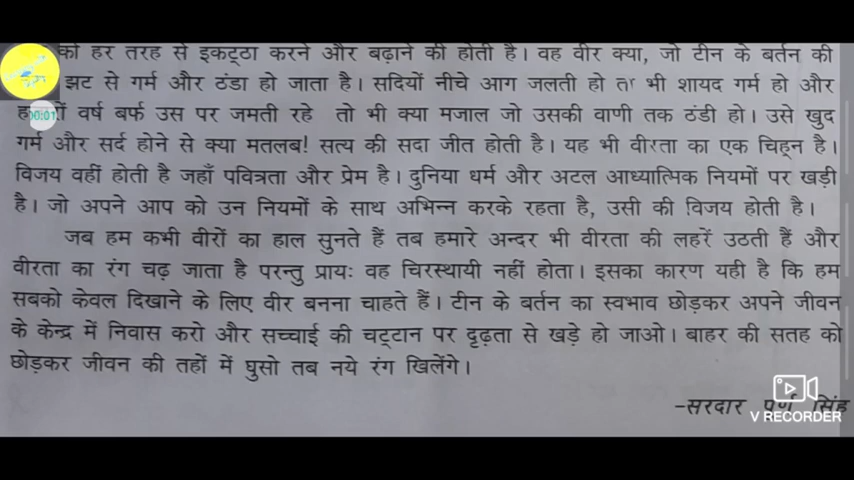 को हर तरह से इकट्ठा करने और बढ़ाने की होती है। वह वीर क्या, जो टीन के बर्तन की
झट से गर्म और ठंडा हो जाता है। सदियों नीचे आग जलती हो भी शायद गर्म हो और
00:01 वर्ष बर्फ उस पर जमती रहे तो भी क्या मजाल जो उसकी वाणी तक ठंडी हो। उसे खुद
गर्म और सर्द होने से क्या मतलब! सत्य की सदा जीत होती है। यह भी वीरता का एक चिह्न है।
विजय वहीं होती है जहाँ पवित्रता और प्रेम है। दुनिया धर्म और अटल आध्यात्मिक नियमों पर खड़ी
है। जो अपने आप को उन नियमों के साथ अभिन्न करके रहता है, उसी की विजय होती है।
जब हम कभी वीरों का हाल सुनते हैं तब हमारे अन्दर भी वीरता की लहरें उठती हैं और
वीरता का रंग चढ़ जाता है परन्तु प्रायः वह चिरस्थायी नहीं होता। इसका कारण यही है कि हम
सबको केवल दिखाने के लिए वीर बनना चाहते हैं। टीन के बर्तन का स्वभाव छोड़कर अपने जीवन
के केन्द्र में निवास करो और सच्चाई की चट्टान पर दृढ़ता से खड़े हो जाओ। बाहर की सतह को
छोड़कर जीवन की तहों में घुसो तब नये रंग खिलेंगे।
-सरदार पूर्ण सिंह
V RECORDER